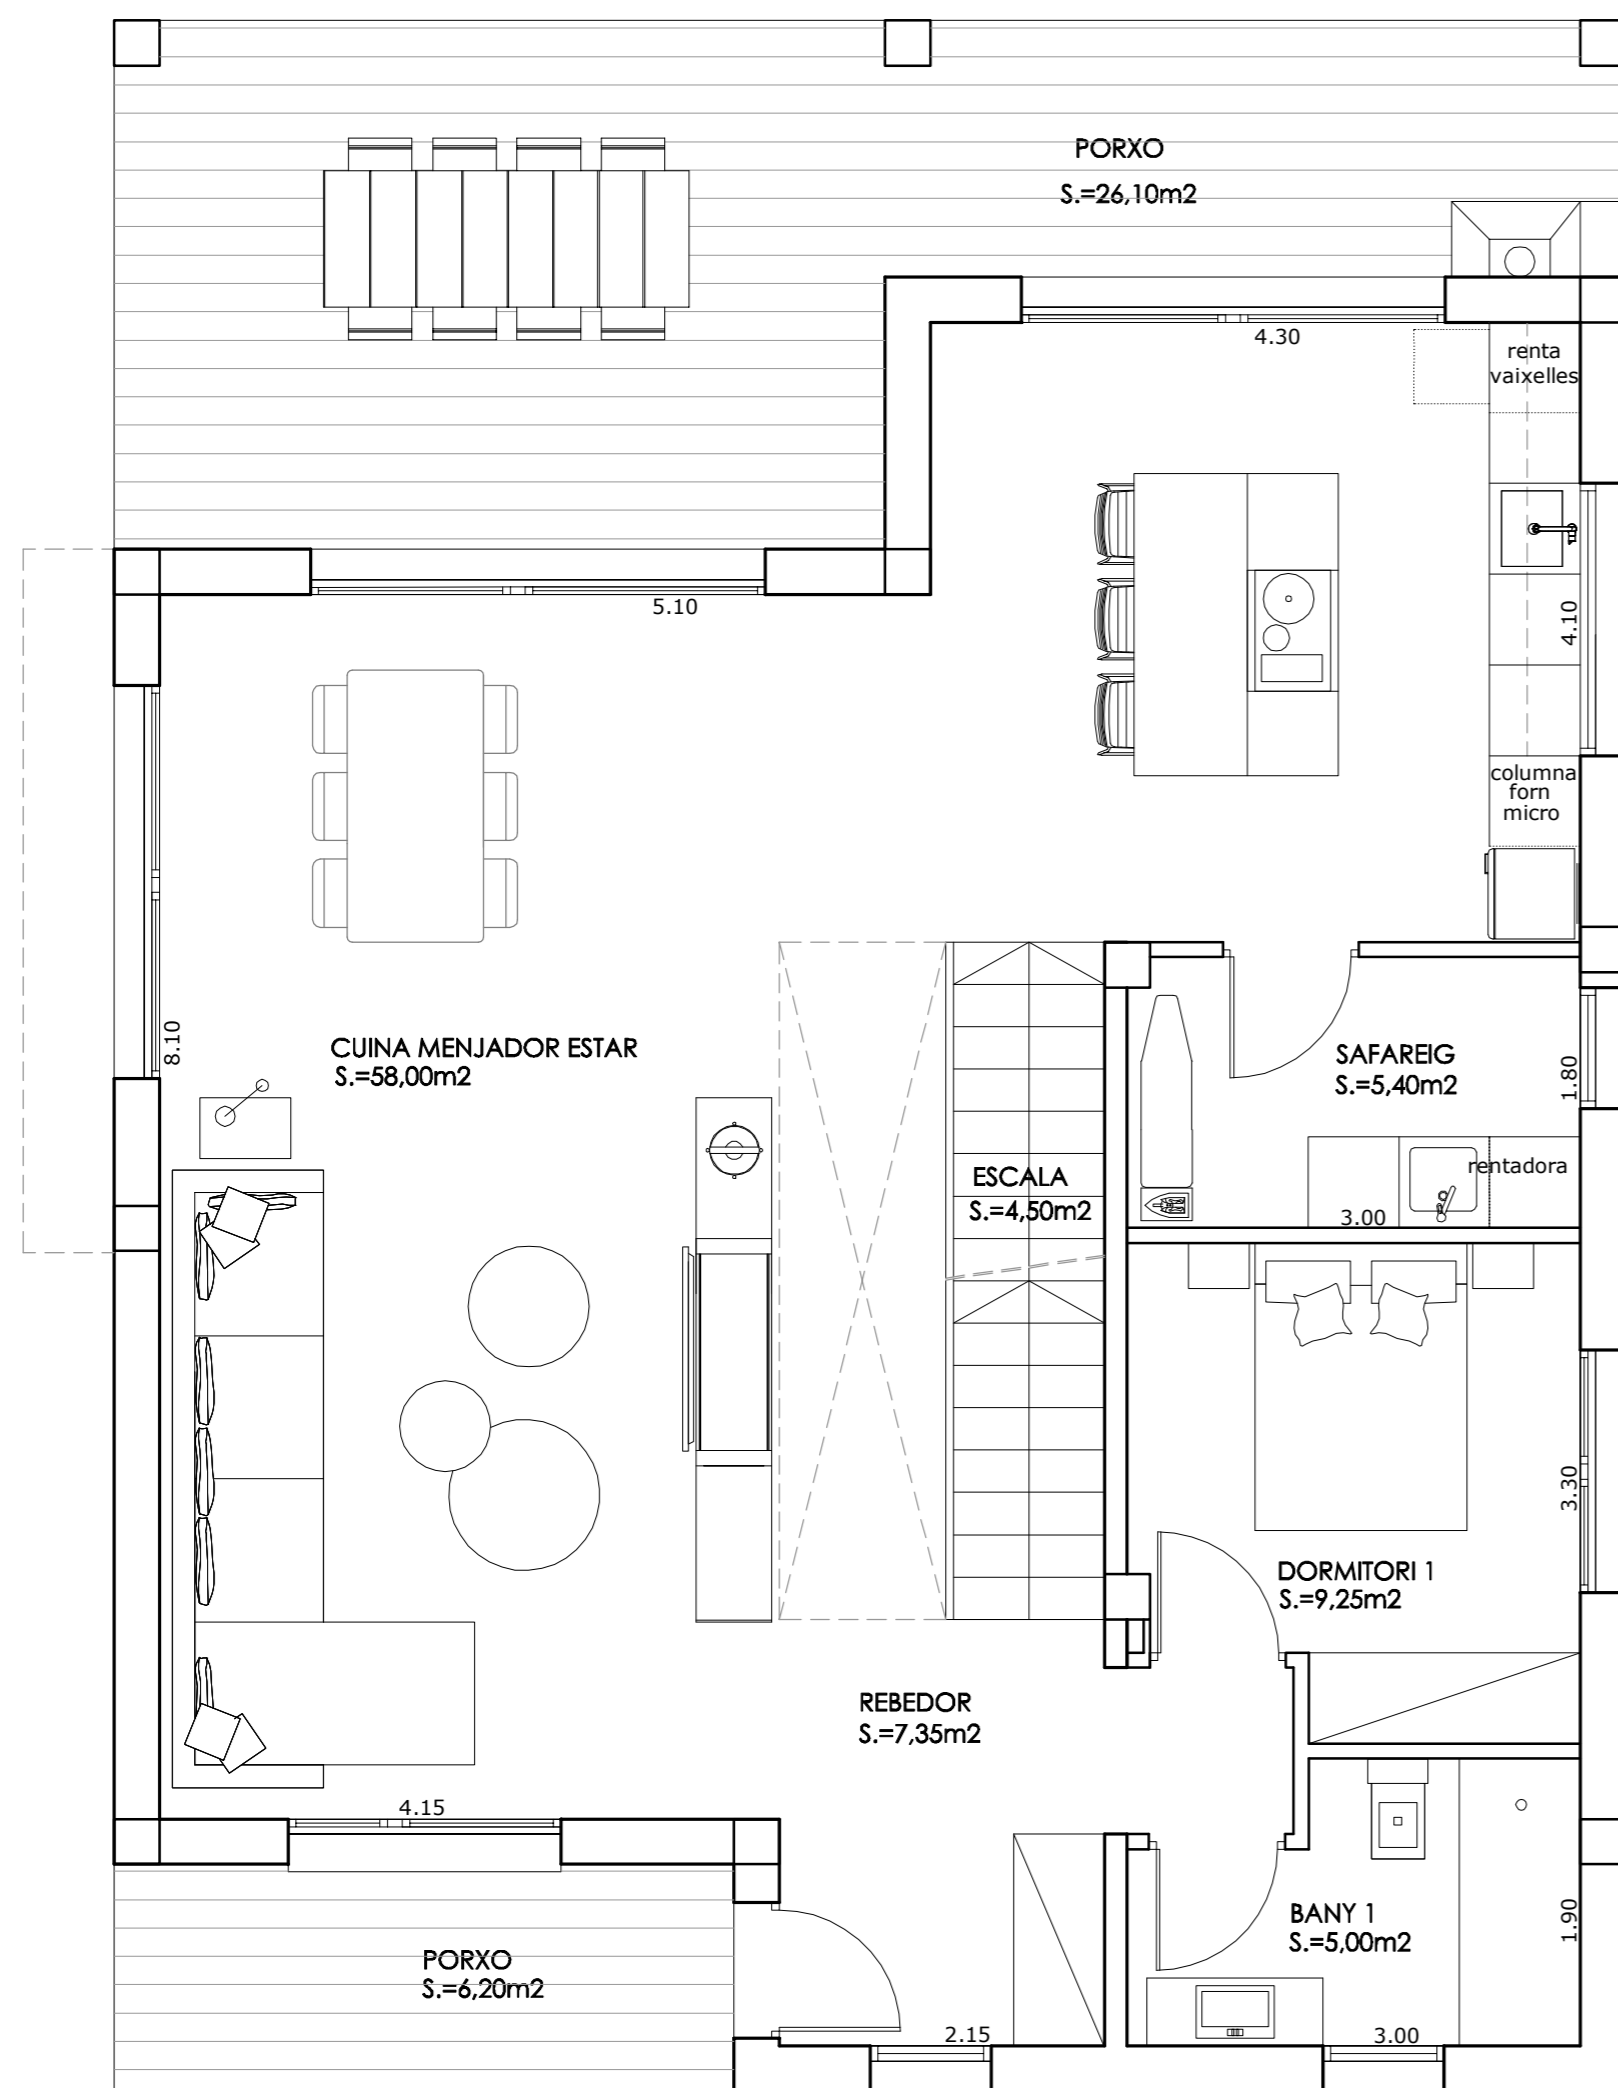 PORXO
S.=26,10m2
4.30
renta
vaixelles
5.10
4.10
columna
forn
micro
8.10
CUINA MENJADOR ESTAR
S.=58,00m2
SAFAREIG
S.=5,40m2
1.80
ESCALA
S.=4,50m2
rentadora
3.00
3.30
DORMITORI 1
S.=9,25m2
REBEDOR
S.=7,35m2
4.15
BANY 1
S.=5,00m2
1.90
PORXO
S.=6,20m2
2.15
3.00